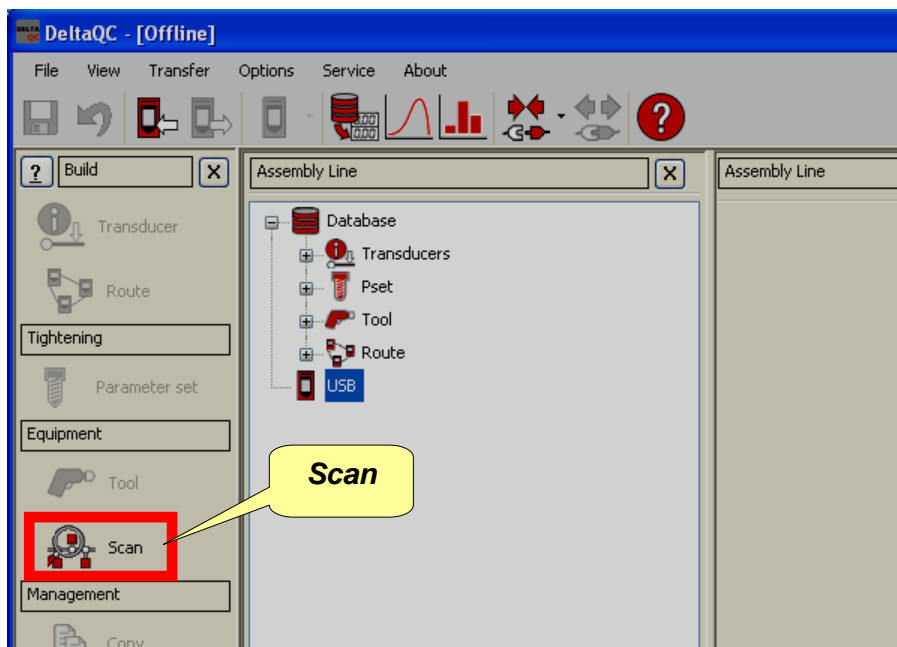 DeltaQC - [Offline]
File View Transfer Options Service About
? Build X
Transducer
Route
Tightening
Parameter set
Equipment
Tool
Scan
Management
Copy
Assembly Line X
Database
Transducers
Pset
Tool
Route
USB
Scan
Assembly Line